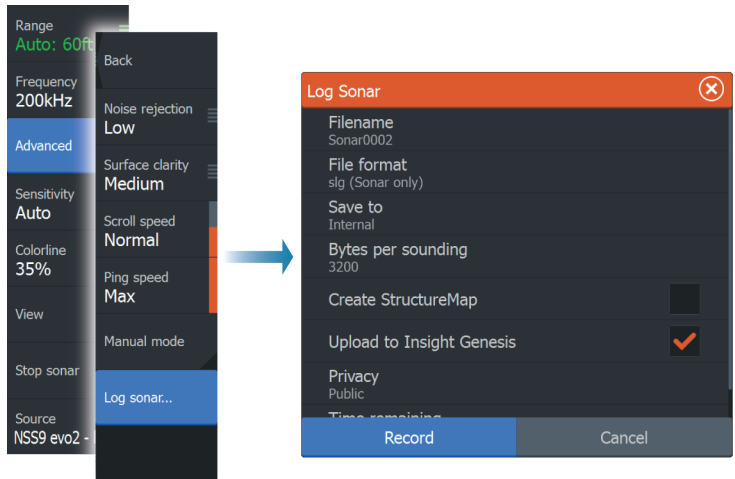 Range
Auto: 60ft
Frequency
200kHz
Advanced
Sensitivity
Auto
Colorline
35%
View
Stop sonar
Source
NSS9 evo2 -
Back
Noise rejection
Low
Surface clarity
Medium
Scroll speed
Normal
Ping speed
Max
Manual mode
Log sonar...
Log Sonar
Filename
Sonar0002
File format
slg (Sonar only)
Save to
Internal
Bytes per sounding
3200
Create StructureMap
Upload to Insight Genesis
Privacy
Public
Time remaining
Record
Cancel